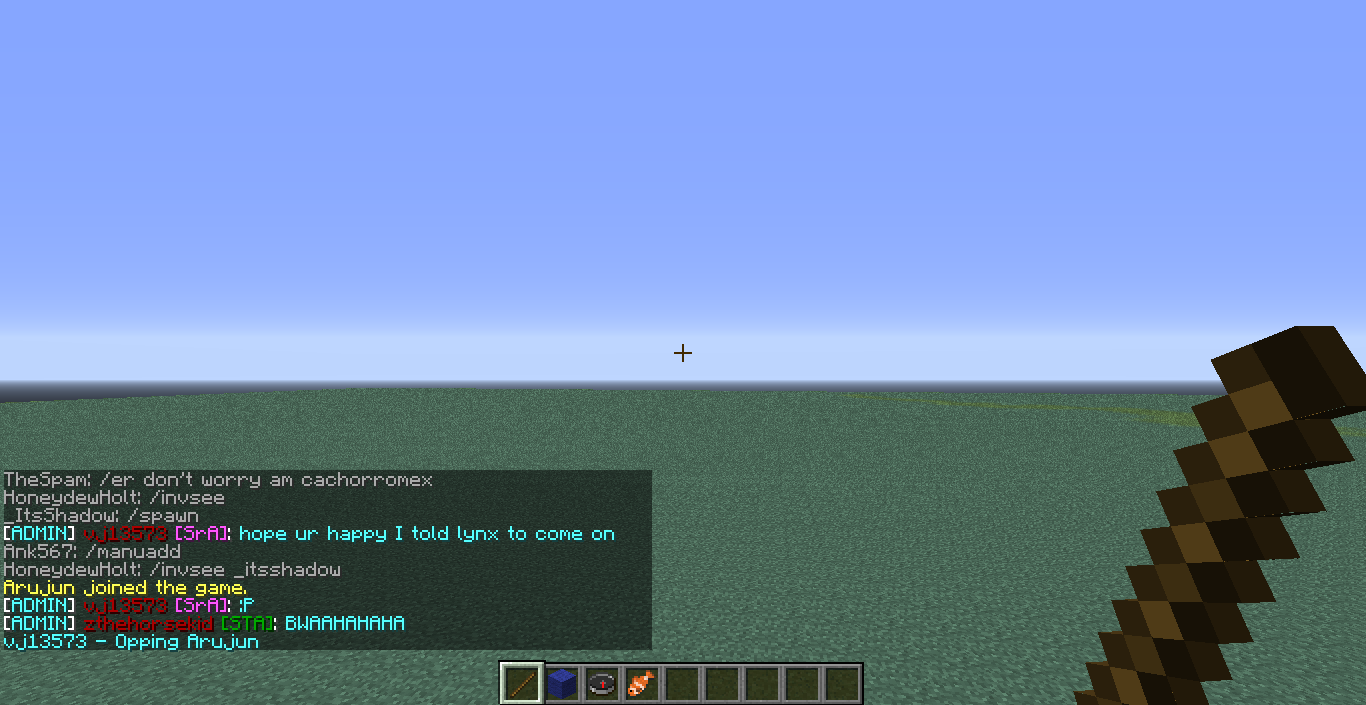 TheSpam: /er don't worry am cachorromex
HoneydewHolt: /invsee
_ItsShadow: /spawn
[ADMIN] vj13573 [SrA]: hope ur happy I told lynx to come on
Ank567: /manuadd
HoneydewHolt: /invsee _itsshadow
Arujun joined the game.
[ADMIN] vj13573 [SrA]: :P
[ADMIN] zthehorsekid [STA]: BWAAHAHAHA
vj13573 - Opping Arujun